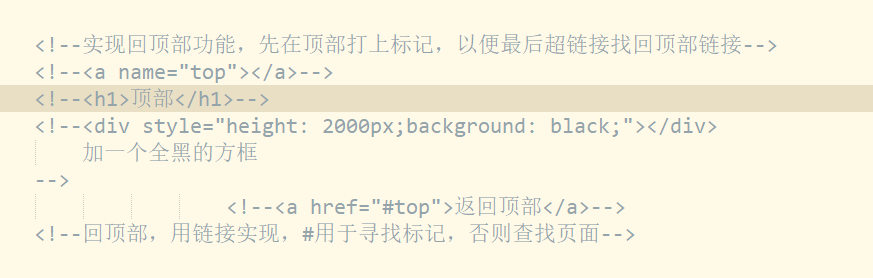 <!--实现回顶部功能，先在顶部打上标记，以便最后超链接找回顶部链接-->
<!--<a name="top"></a>-->
<!--<h1>顶部</h1>-->
<!--<div style="height: 2000px;background: black;"></div>
加一个全黑的方框
-->
<!--<a href="#top">返回顶部</a>-->
<!--回顶部，用链接实现，#用于寻找标记，否则查找页面-->